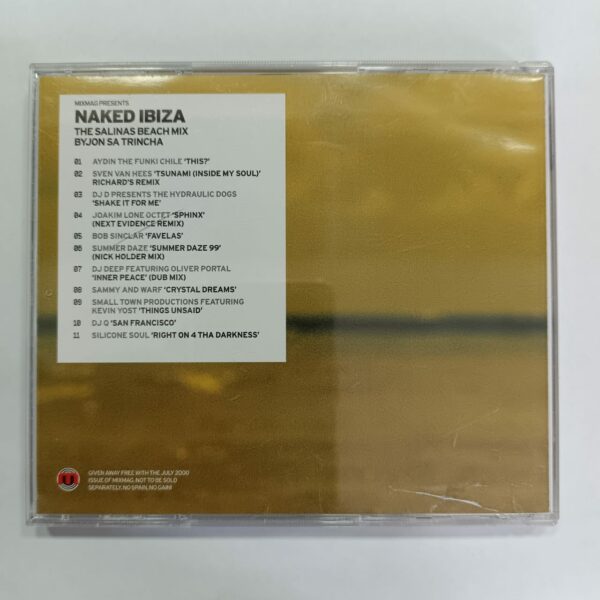 MIXMAG PRESENTS
NAKED IBIZA
THE SALINAS BEACH MIX
BYJON SA TRINCHA
01 AYDIN THE FUNKI CHILE 'THIS?'
02 SVEN VAN HEES 'TSUNAMI (INSIDE MY SOUL)'
RICHARD'S REMIX
03 DJ D PRESENTS THE HYDRAULIC DOGS
'SHAKE IT FOR ME'
04 JOAKIM LONE OCTET 'SPHINX'
(NEXT EVIDENCE REMIX)
05 BOB SINCLAR 'FAVELAS'
06 SUMMER DAZE 'SUMMER DAZE 99'
(NICK HOLDER MIX)
07 DJ DEEP FEATURING OLIVER PORTAL
'INNER PEACE' (DUB MIX)
08 SAMMY AND WARF 'CRYSTAL DREAMS'
09 SMALL TOWN PRODUCTIONS FEATURING
KEVIN YOST 'THINGS UNSAID'
10 DJ Q 'SAN FRANCISCO'
11 SILICONE SOUL 'RIGHT ON 4 THA DARKNESS'
GIVEN AWAY FREE WITH THE JULY 2000
ISSUE OF MIXMAG. NOT TO BE SOLD
SEPARATELY. NO SPAIN, NO GAIN!